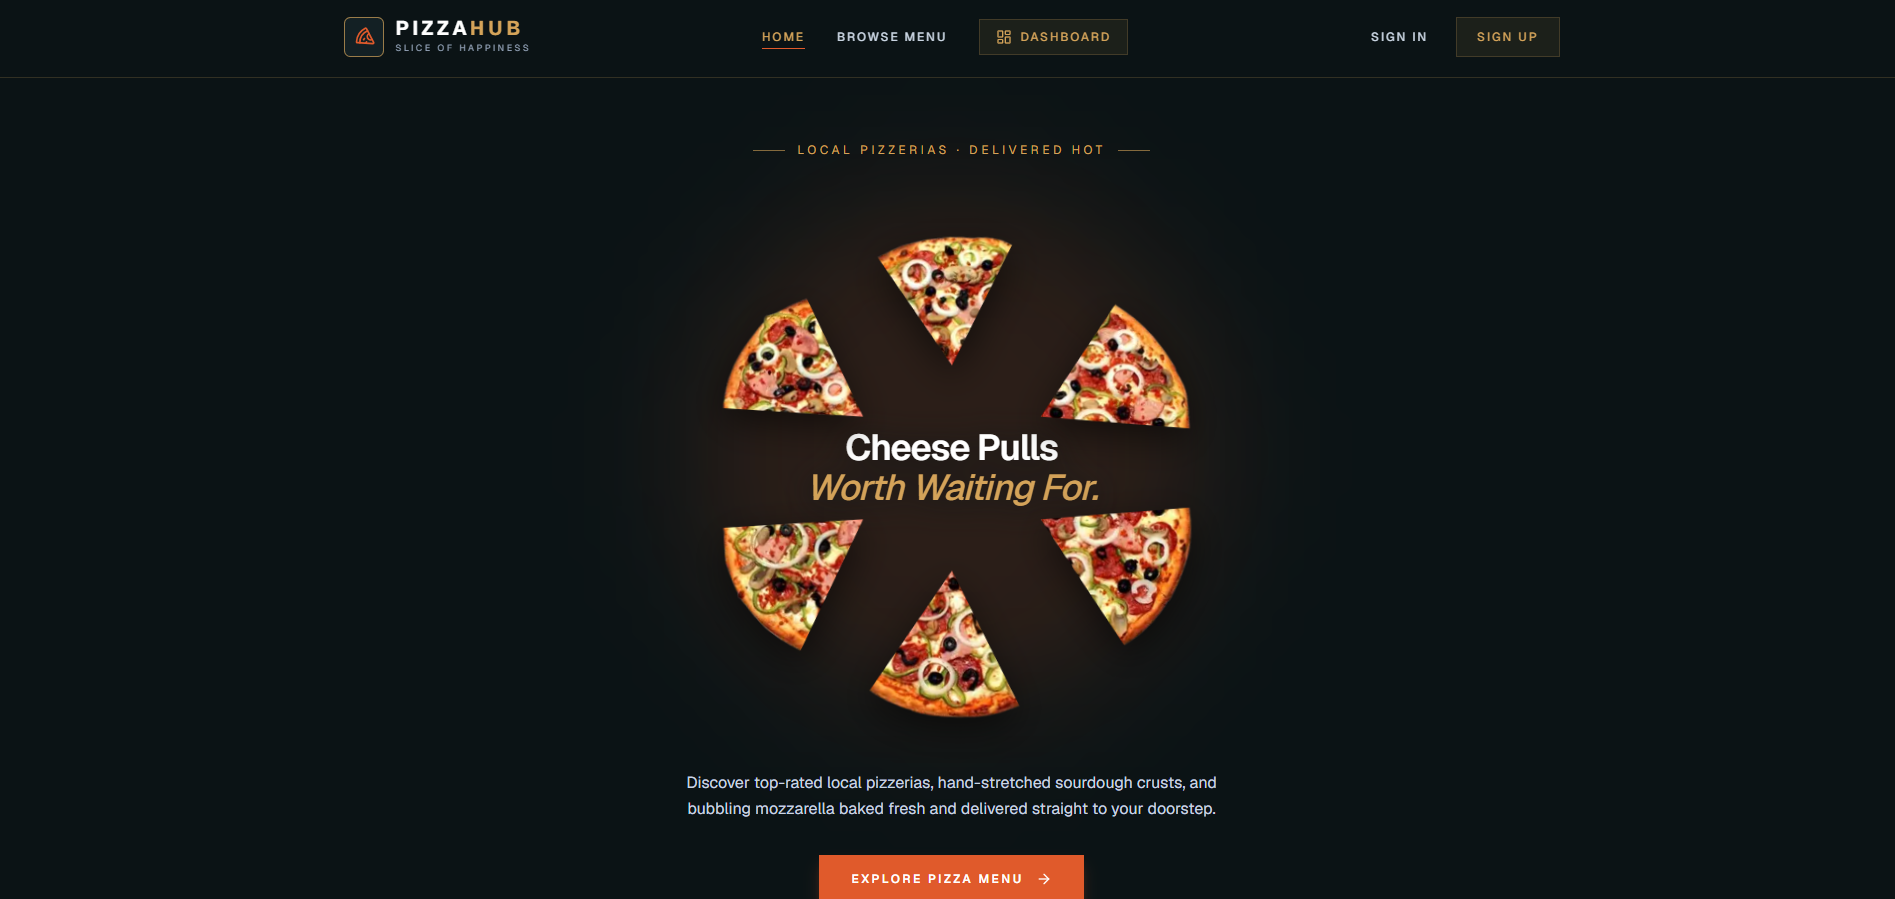 PIZZAHUB
SLICE OF HAPPINESS
HOME
BROWSE MENU
DASHBOARD
SIGN IN
SIGN UP
LOCAL PIZZERIAS · DELIVERED HOT
Cheese Pulls
Worth Waiting For.
Discover top-rated local pizzerias, hand-stretched sourdough crusts, and
bubbling mozzarella baked fresh and delivered straight to your doorstep.
EXPLORE PIZZA MENU →